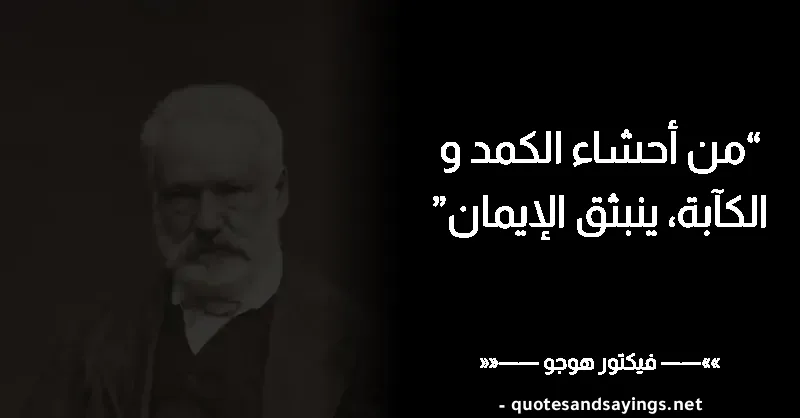 “من أحشاء الكمد و
الكآبة، ينبثق الإيمان”
»»—— فيكتور هوجو ——««
- quotesandsayings.net